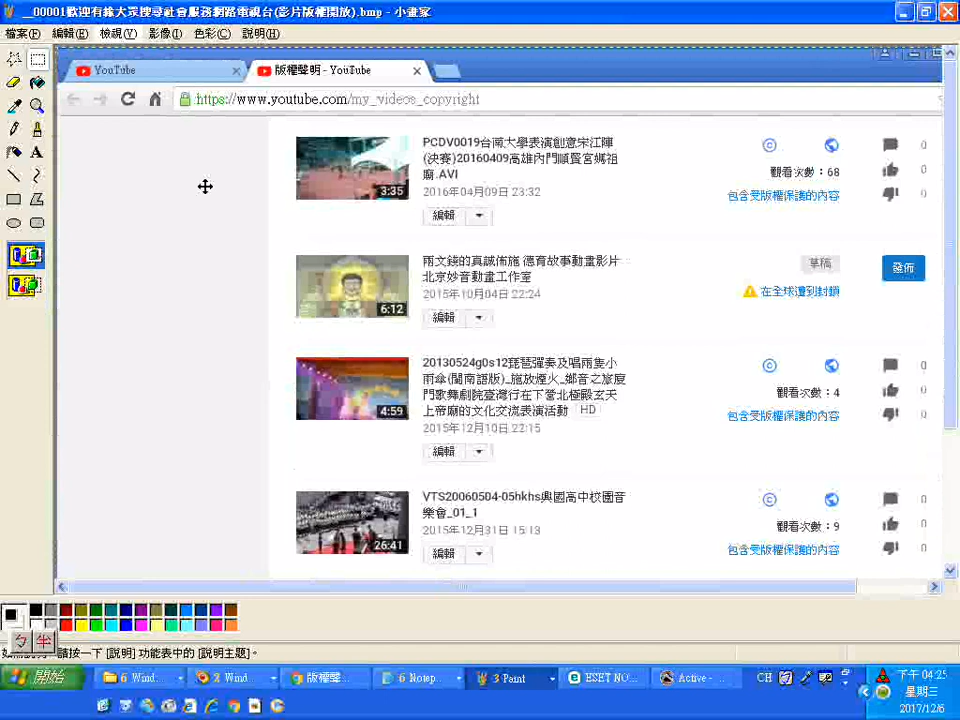 __00001歡迎有緣大眾搜尋社會服務網路電視台(影片版權開放).bmp - 小畫家
檔案(F) 編輯(E) 檢視(V) 影像(I) 色彩(C) 說明(H)
YouTube
版權聲明 - YouTube
https://www.youtube.com/my_videos_copyright
PCDV0019台南大學表演創意宋江陣
(決賽)20160409高雄內門順賢宮媽祖
廟.AVI
2016年04月09日 23:32
3:35
編輯
觀看次數：68
包含受版權保護的內容
0
0
0
兩文錢的真誠佈施 德育故事動畫影片
北京妙音動畫工作室
2015年10月04日 22:24
6:12
編輯
草稿
發佈
在全球遭到封鎖
20130524g0s12琵琶彈奏及唱兩隻小
雨傘(閩南語版)_施放煙火_鄉音之旅廈
門歌舞劇院臺灣行在下營北極殿玄天
上帝廟的文化交流表演活動 HD
2015年12月10日 22:15
4:59
編輯
觀看次數：4
包含受版權保護的內容
0
0
0
VTS20060504-05hkhs興國高中校園音
樂會_01_1
2015年12月31日 15:13
26:41
編輯
觀看次數：9
包含受版權保護的內容
0
0
0
ㄅ 半
請按一下 [說明] 功能表中的 [說明主題]。
開始
6 Wind...
2 Wind
版權聲...
6 Notep...
3 Paint
ESET NO...
Active - ...
CH
下午 04:25
星期三
2017/12/6